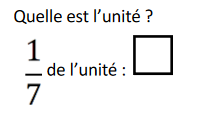 Quelle est l’unité ?
1/7 de l’unité :